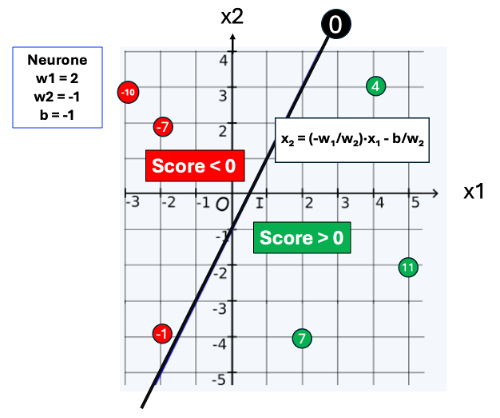 x2
0
Neurone
w1 = 2
w2 = -1
b = -1
4
3
2
-10
4
-7
x₂ = (-w₁/w₂)·x₁ - b/w₂
Score < 0
x1
-3 -2 -1 O I 2 3 4 5
Score > 0
-1
-2
11
-3
-1
-4
7
-5